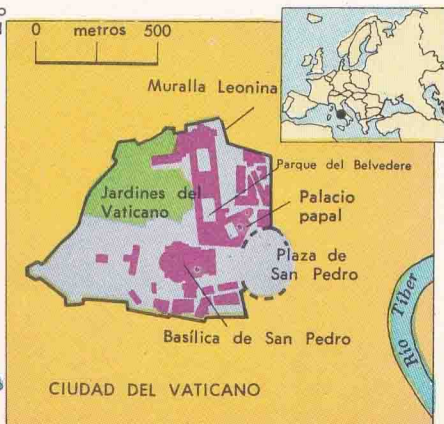 0 metros 500
Muralla Leonina
Parque del Belvedere
Jardines del
Vaticano
Palacio
papal
Plaza de
San Pedro
Basílica de San Pedro
Río Tíber
CIUDAD DEL VATICANO